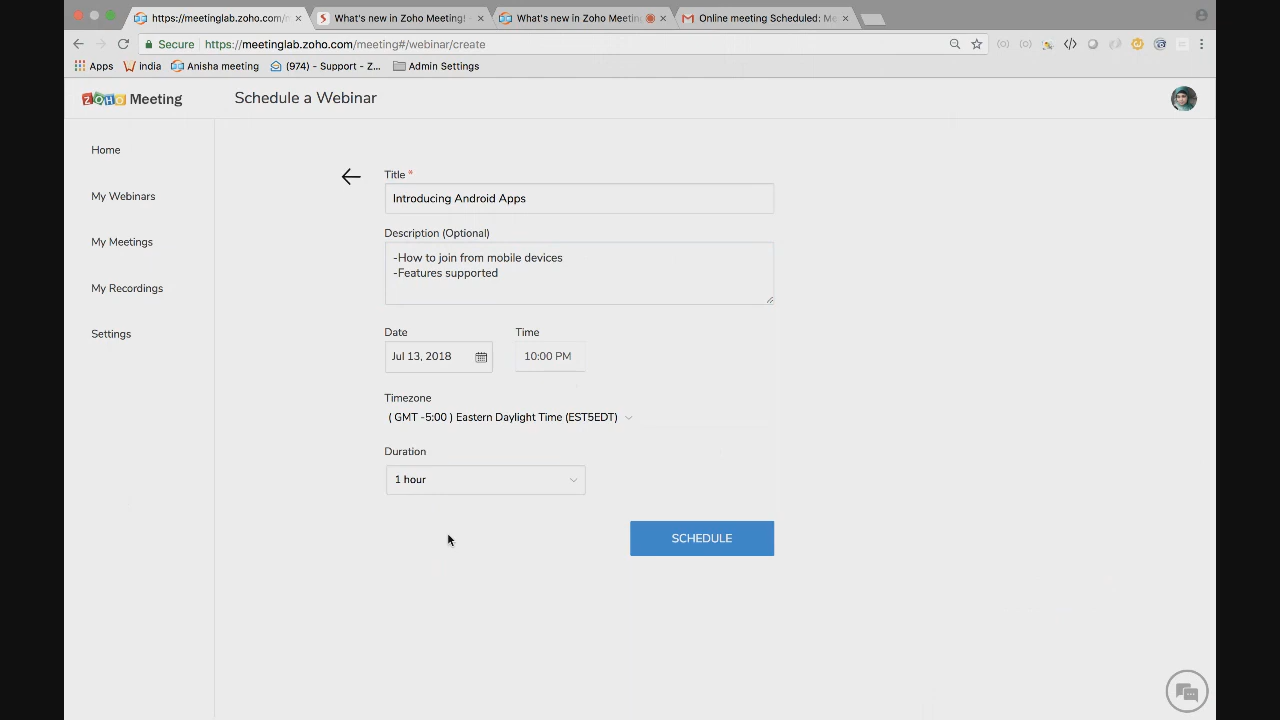 https://meetinglab.zoho.com/m
What's new in Zoho Meeting! -
What's new in Zoho Meetin
Online meeting Scheduled: Me
Secure https://meetinglab.zoho.com/meeting#/webinar/create
Apps india Anisha meeting (974) - Support - Z... Admin Settings
ZOHO Meeting
Schedule a Webinar
Home
My Webinars
My Meetings
My Recordings
Settings
Title *
Introducing Android Apps
Description (Optional)
-How to join from mobile devices
-Features supported
Date Time
Jul 13, 2018 10:00 PM
Timezone
( GMT -5:00 ) Eastern Daylight Time (EST5EDT)
Duration
1 hour
SCHEDULE